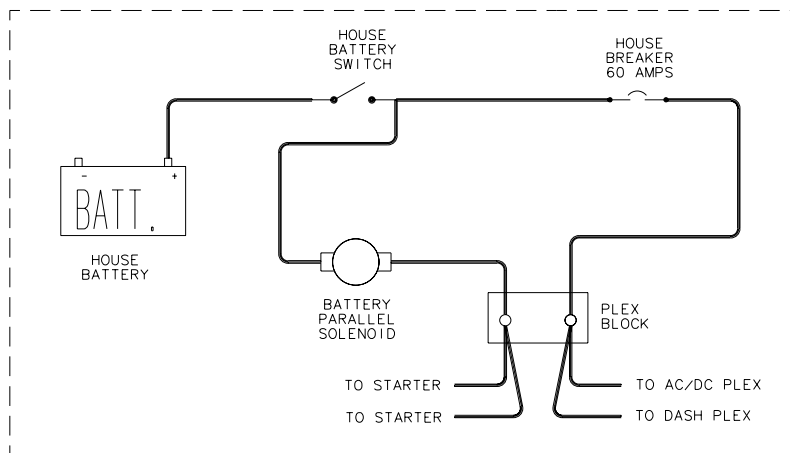 HOUSE
BATTERY
SWITCH
HOUSE
BREAKER
60 AMPS
- +
BATT.
HOUSE
BATTERY
BATTERY
PARALLEL
SOLENOID
PLEX
BLOCK
TO STARTER
TO AC/DC PLEX
TO STARTER
TO DASH PLEX